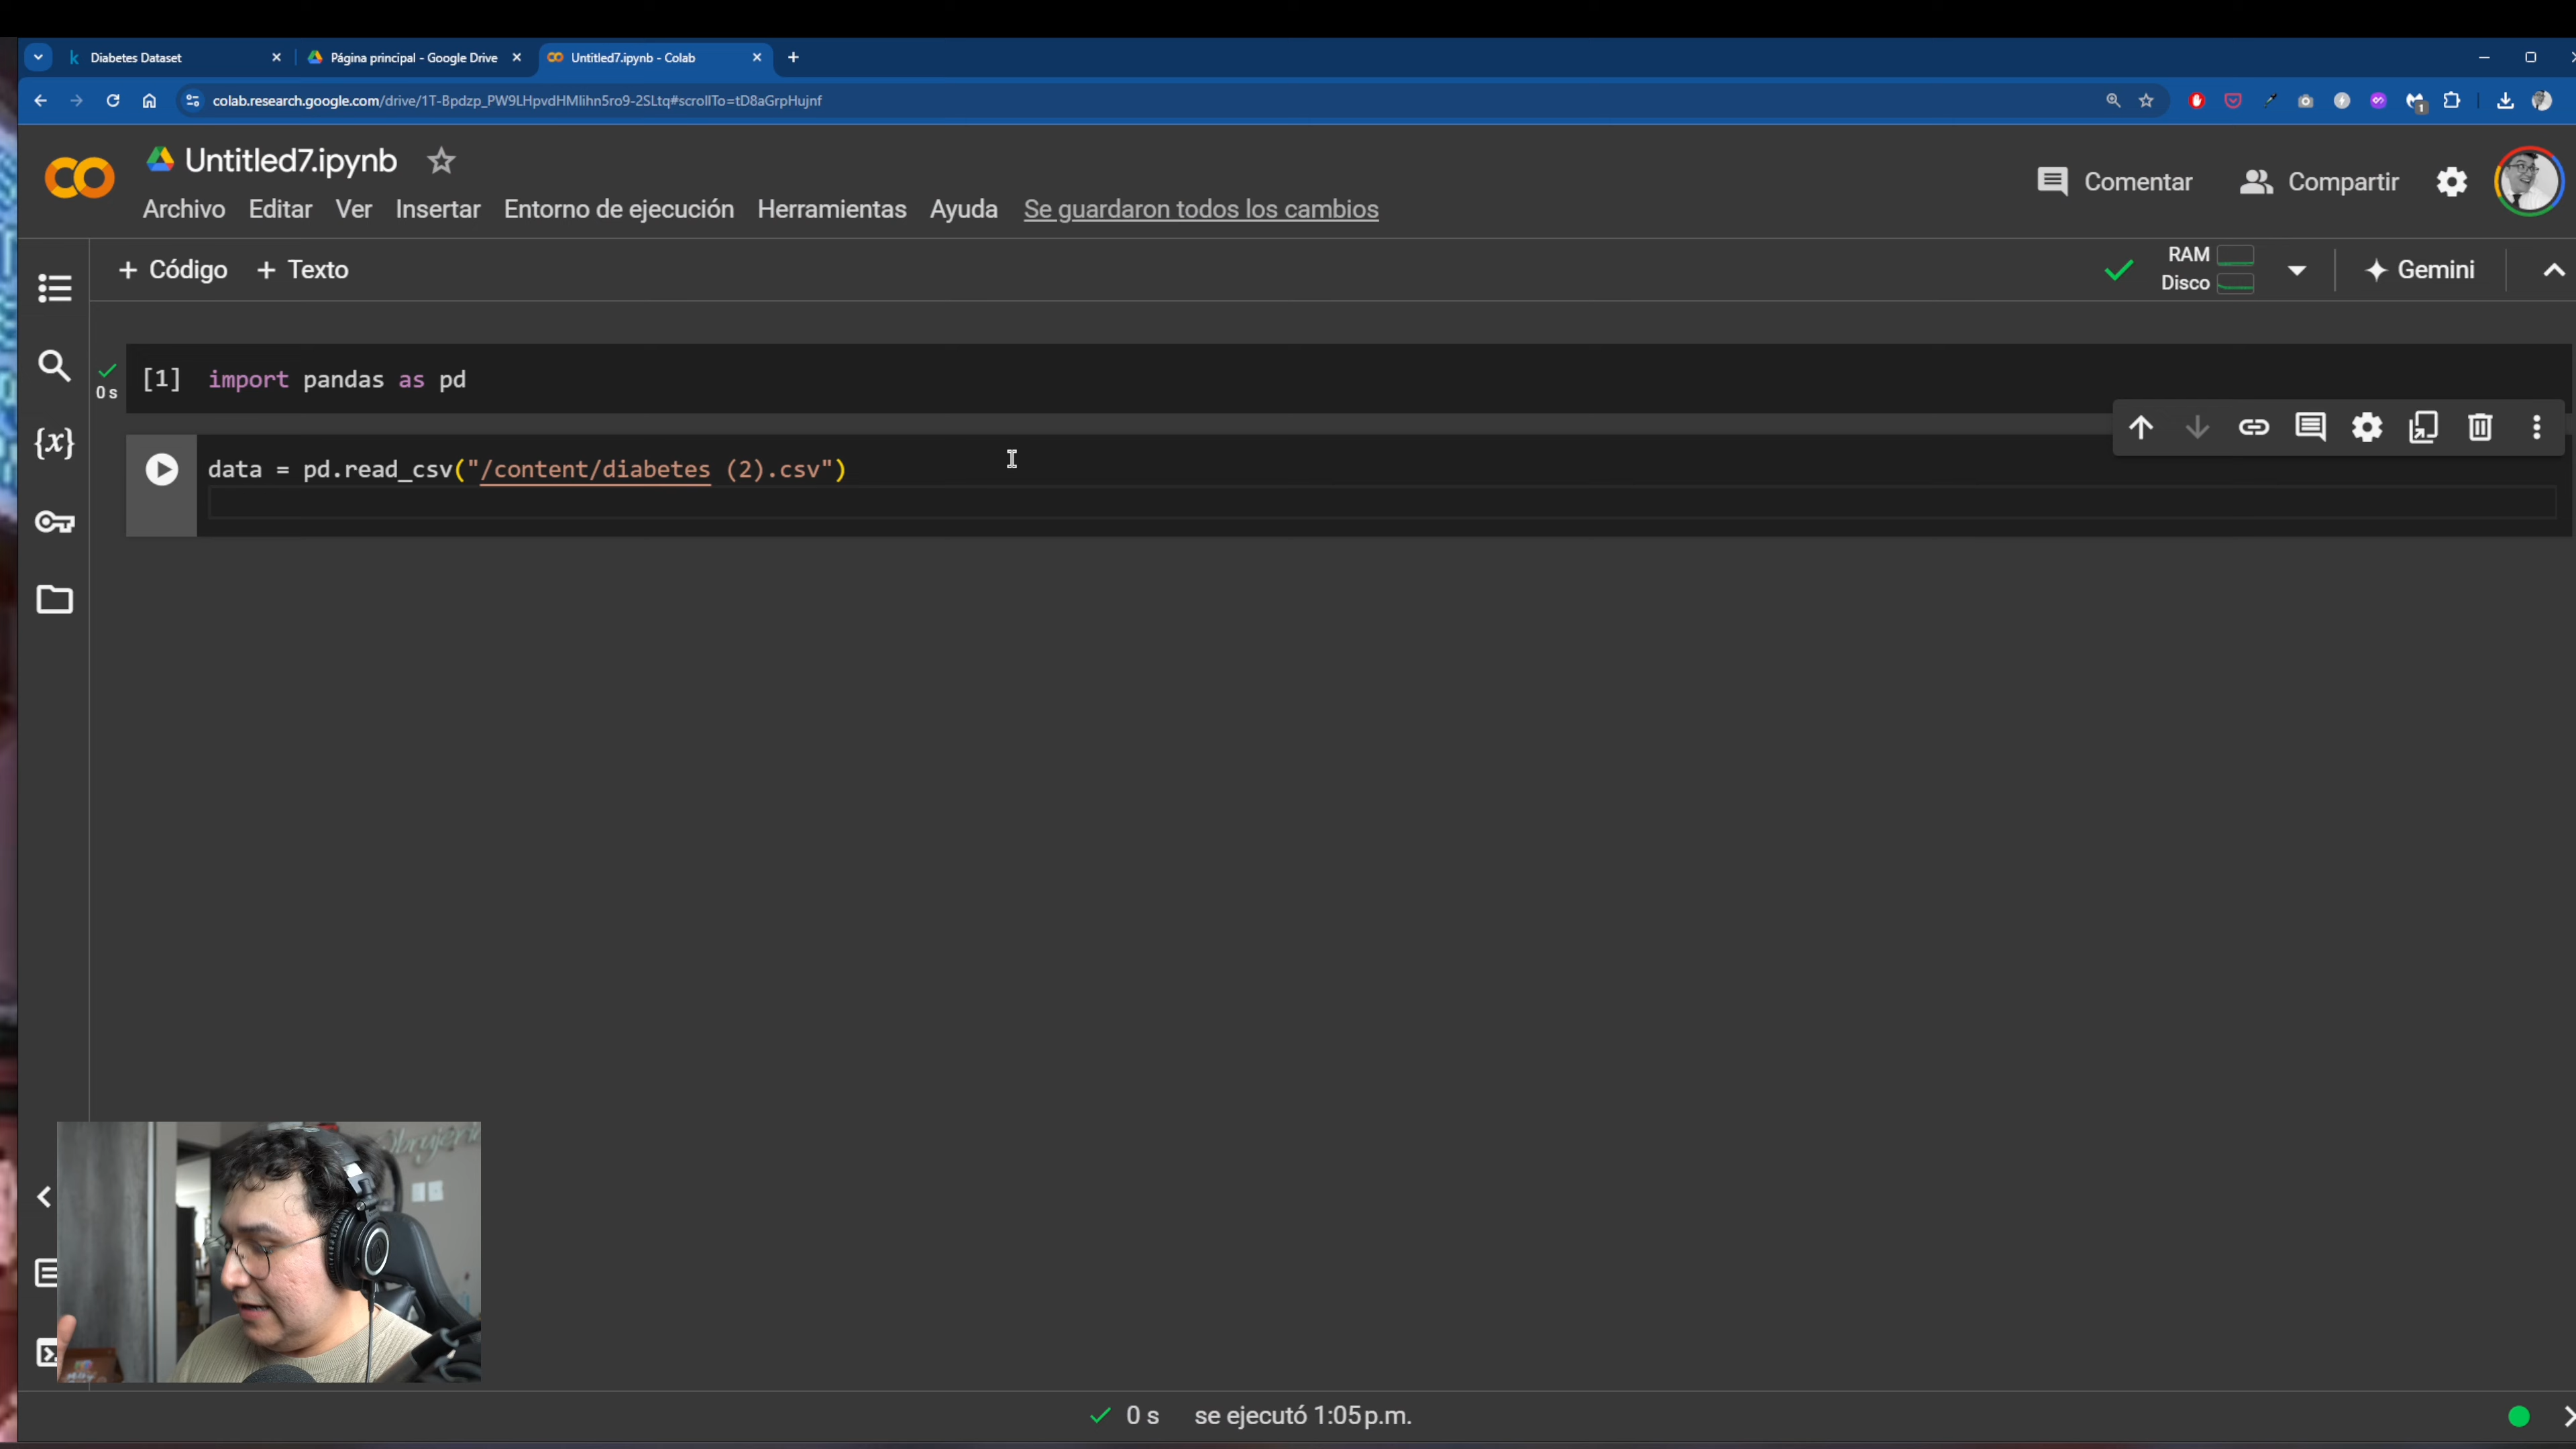 Diabetes Dataset
Página principal - Google Drive
Untitled7.ipynb - Colab
colab.research.google.com/drive/1T-Bpdzp_PW9LHpvdHMIihn5ro9-2SLtq#scrollTo=tD8aGrpHujnf
Untitled7.ipynb
Comentar
Compartir
Archivo Editar Ver Insertar Entorno de ejecución Herramientas Ayuda Se guardaron todos los cambios
+ Código + Texto
RAM
Disco
Gemini
{x}
0 s
[1] import pandas as pd
data = pd.read_csv("/content/diabetes (2).csv")
0 s se ejecutó 1:05 p.m.